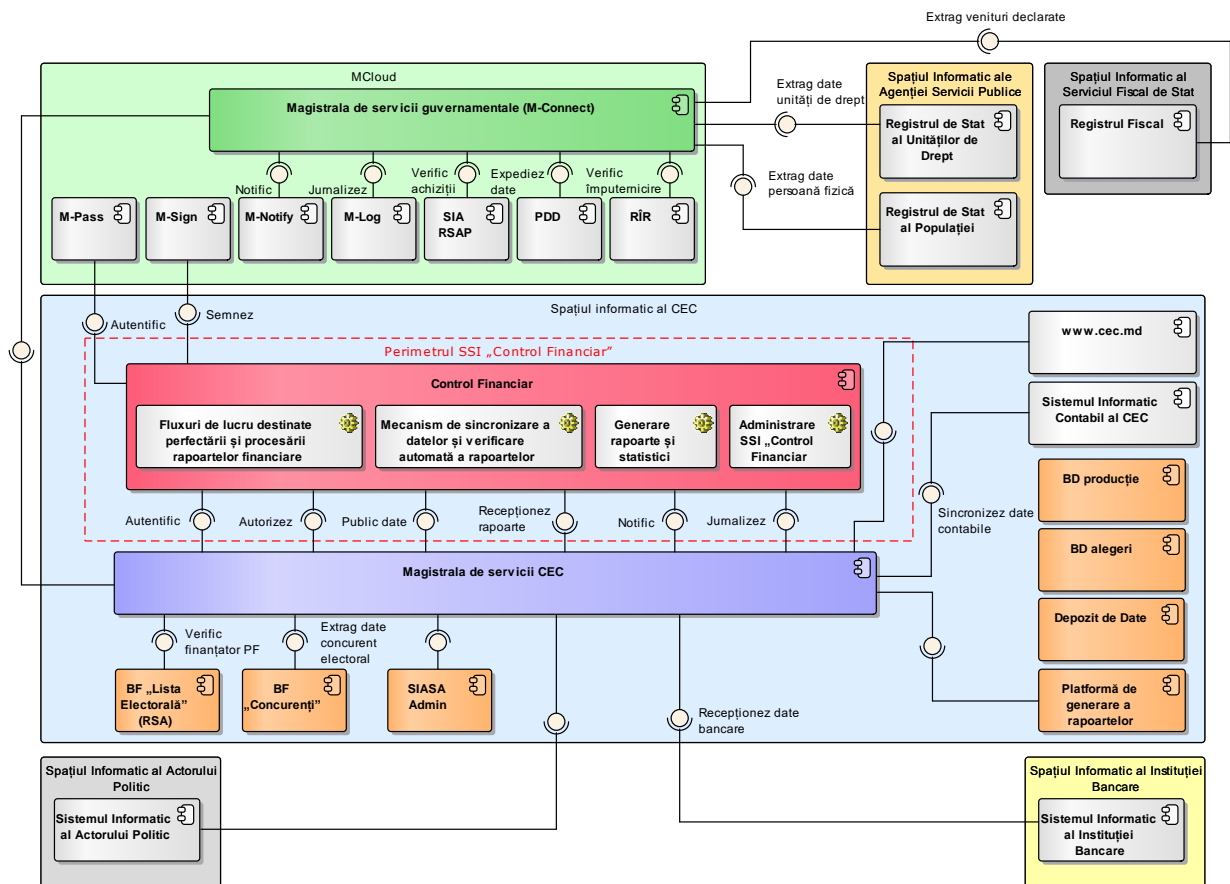 Extrag venituri declarate
MCloud
Magistrala de servicii guvernamentale (M-Connect)
Extrag date
unități de drept
Spațiul Informatic ale
Agenției Servicii Publice
Registrul de Stat
al Unităților de
Drept
Spațiul Informatic al
Serviciul Fiscal de Stat
Registrul Fiscal
Notific
Jurnalizez
Verific
achiziții
Expediez
date
Verific
împuternicire
Extrag date
persoană fizică
M-Pass
M-Sign
M-Notify
M-Log
SIA
RSAP
PDD
RÎR
Registrul de Stat
al Populației
Spațiul informatic al CEC
Autentific
Semnez
www.cec.md
Perimetrul SSI „Control Financiar”
Control Financiar
Fluxuri de lucru destinate
perfectării și procesării
rapoartelor financiare
Mecanism de sincronizare a
datelor și verificare
automată a rapoartelor
Generare
rapoarte și
statistici
Administrare
SSI „Control
Financiar
Sistemul Informatic
Contabil al CEC
Autentific
Autorizez
Public date
Recepționez
rapoarte
Notific
Jurnalizez
Sincronizez date
contabile
BD producție
BD alegeri
Magistrala de servicii CEC
Verific
finanțator PF
Extrag date
concurent
electoral
Depozit de Date
BF „Lista
Electorală”
(RSA)
BF
„Concurenți”
SIASA
Admin
Platformă de
generare a
rapoartelor
Recepționez date
bancare
Spațiul Informatic al Actorului
Politic
Sistemul Informatic
al Actorului Politic
Spațiul Informatic al Instituției
Bancare
Sistemul Informatic
al Instituției
Bancare